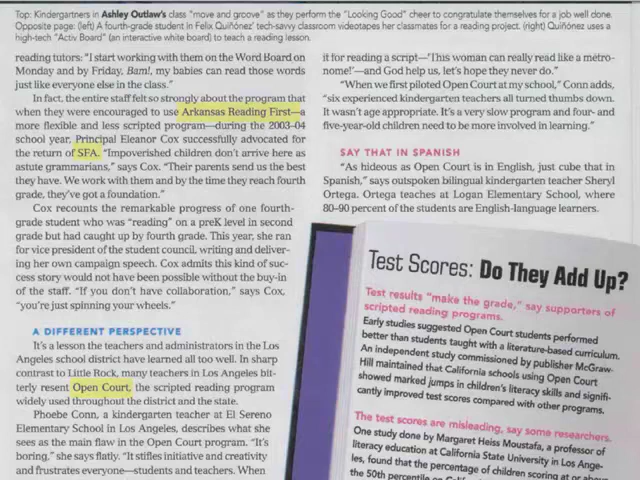 Top: Kindergartners in Ashley Outlaw's class "move and groove" as they perform the "Looking Good" cheer to congratulate themselves for a job well done.
Opposite page: (left) A fourth-grade student in Felix Quiñónez' tech-savvy classroom videotapes her classmates for a reading project. (right) Quiñónez uses a
high-tech "Activ Board" (an interactive white board) to teach a reading lesson.
reading tutors: "I start working with them on the Word Board on
Monday and by Friday, Bam!, my babies can read those words
just like everyone else in the class."
In fact, the entire staff felt so strongly about the program that
when they were encouraged to use Arkansas Reading First—a
more flexible and less scripted program—during the 2003-04
school year, Principal Eleanor Cox successfully advocated for
the return of SFA. "Impoverished children don't arrive here as
astute grammarians," says Cox. "Their parents send us the best
they have. We work with them and by the time they reach fourth
grade, they've got a foundation."
Cox recounts the remarkable progress of one fourth-
grade student who was "reading" on a preK level in second
grade but had caught up by fourth grade. This year, she ran
for vice president of the student council, writing and deliver-
ing her own campaign speech. Cox admits this kind of suc-
cess story would not have been possible without the buy-in
of the staff. "If you don't have collaboration," says Cox,
"you're just spinning your wheels."
A DIFFERENT PERSPECTIVE
It's a lesson the teachers and administrators in the Los
Angeles school district have learned all too well. In sharp
contrast to Little Rock, many teachers in Los Angeles bit-
terly resent Open Court, the scripted reading program
widely used throughout the district and the state.
Phoebe Conn, a kindergarten teacher at El Sereno
Elementary School in Los Angeles, describes what she
sees as the main flaw in the Open Court program. "It's
boring," she says flatly. "It stifles initiative and creativity
and frustrates everyone—students and teachers. When
it for reading a script—'This woman can really read like a metro-
nome!'—and God help us, let's hope they never do."
"When we first piloted Open Court at my school," Conn adds,
"six experienced kindergarten teachers all turned thumbs down.
It wasn't age appropriate. It's a very slow program and four- and
five-year-old children need to be more involved in learning."
SAY THAT IN SPANISH
"As hideous as Open Court is in English, just cube that in
Spanish," says outspoken bilingual kindergarten teacher Sheryl
Ortega. Ortega teaches at Logan Elementary School, where
80–90 percent of the students are English-language learners.
Test Scores: Do They Add Up?
Test results "make the grade," say supporters of
scripted reading programs.
Early studies suggested Open Court students performed
better than students taught with a literature-based curriculum.
An independent study commissioned by publisher McGraw-
Hill maintained that California schools using Open Court
showed marked jumps in children's literacy skills and signifi-
cantly improved test scores compared with other programs.
The test scores are misleading, say some researchers.
One study done by Margaret Heiss Moustafa, a professor of
literacy education at California State University in Los Ange-
les, found that the percentage of children scoring at or above
the 50th percentile on